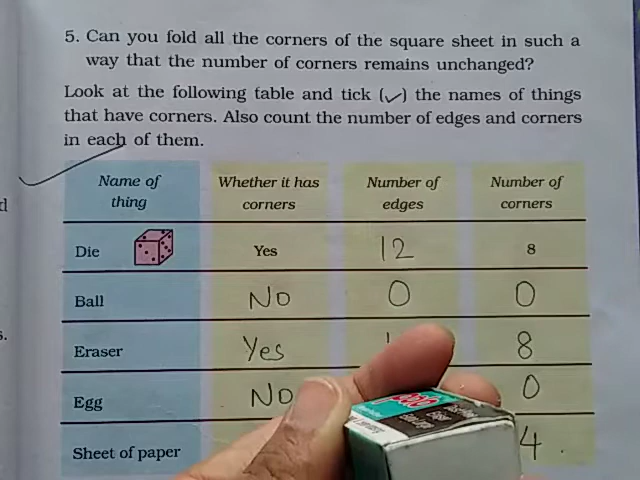 5. Can you fold all the corners of the square sheet in such a
way that the number of corners remains unchanged?
Look at the following table and tick (✓) the names of things
that have corners. Also count the number of edges and corners
in each of them.
Name of thing Whether it has corners Number of edges Number of corners
Die Yes 12 8
Ball No 0 0
Eraser Yes 8
Egg No 0
Sheet of paper 4